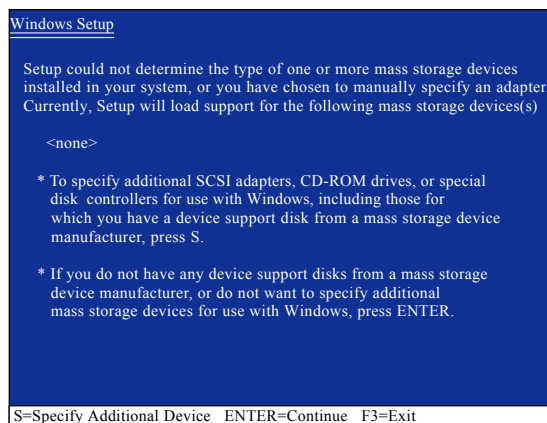 Windows Setup
Setup could not determine the type of one or more mass storage devices
installed in your system, or you have chosen to manually specify an adapter
Currently, Setup will load support for the following mass storage devices(s)
<none>
* To specify additional SCSI adapters, CD-ROM drives, or special
disk controllers for use with Windows, including those for
which you have a device support disk from a mass storage device
manufacturer, press S.
* If you do not have any device support disks from a mass storage
device manufacturer, or do not want to specify additional
mass storage devices for use with Windows, press ENTER.
S=Specify Additional Device ENTER=Continue F3=Exit